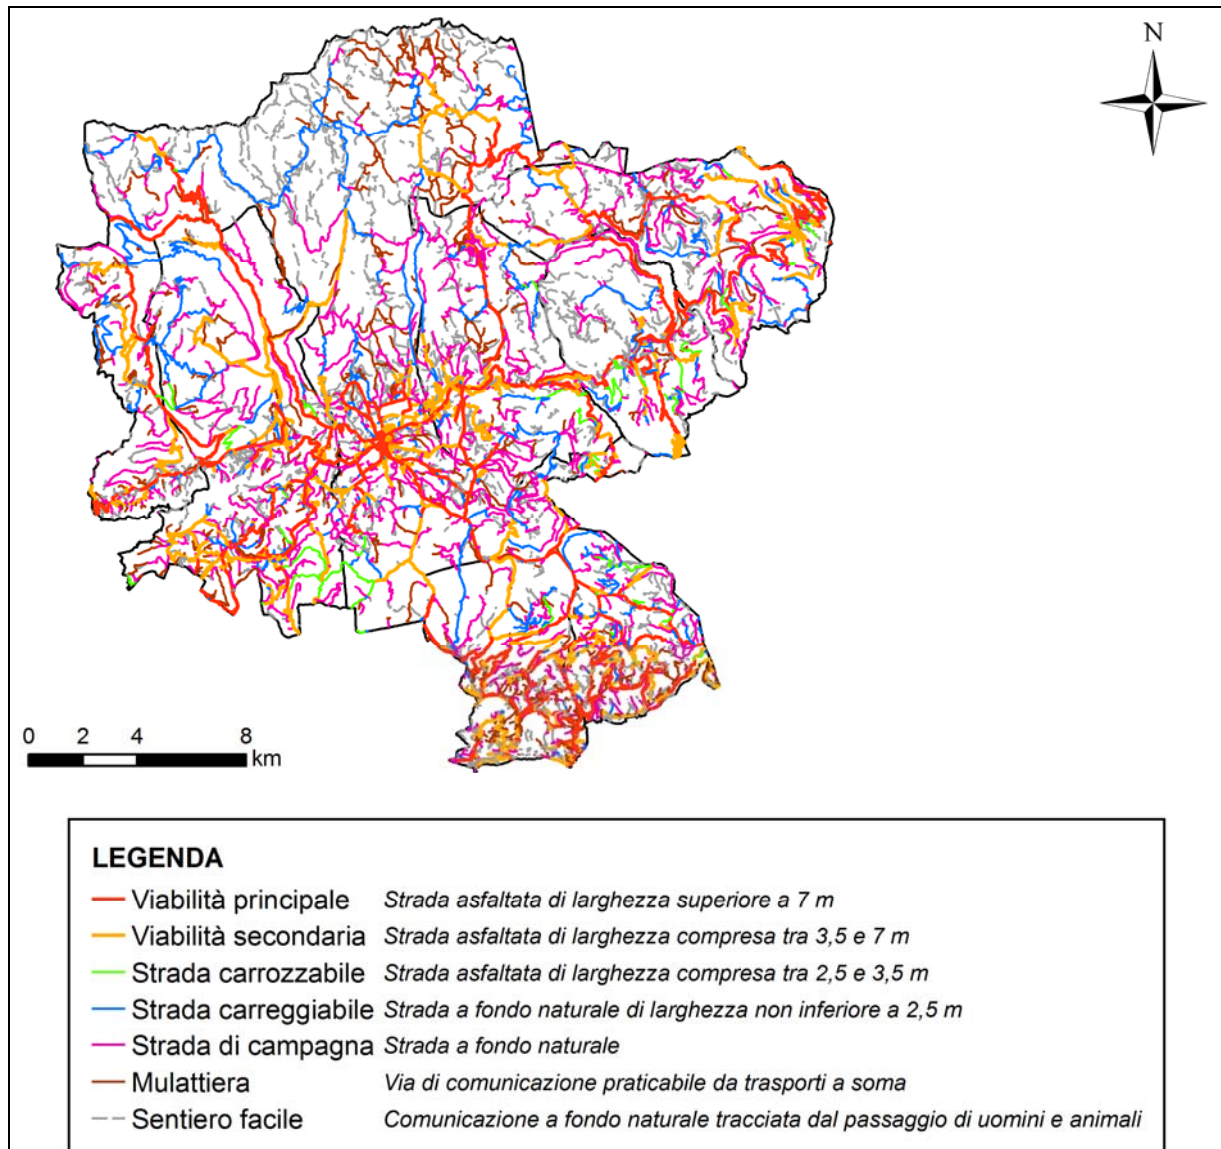 N
0 2 4 8
km
LEGENDA
Viabilità principale Strada asfaltata di larghezza superiore a 7 m
Viabilità secondaria Strada asfaltata di larghezza compresa tra 3,5 e 7 m
Strada carrozzabile Strada asfaltata di larghezza compresa tra 2,5 e 3,5 m
Strada carreggiabile Strada a fondo naturale di larghezza non inferiore a 2,5 m
Strada di campagna Strada a fondo naturale
Mulattiera Via di comunicazione praticabile da trasporti a soma
Sentiero facile Comunicazione a fondo naturale tracciata dal passaggio di uomini e animali